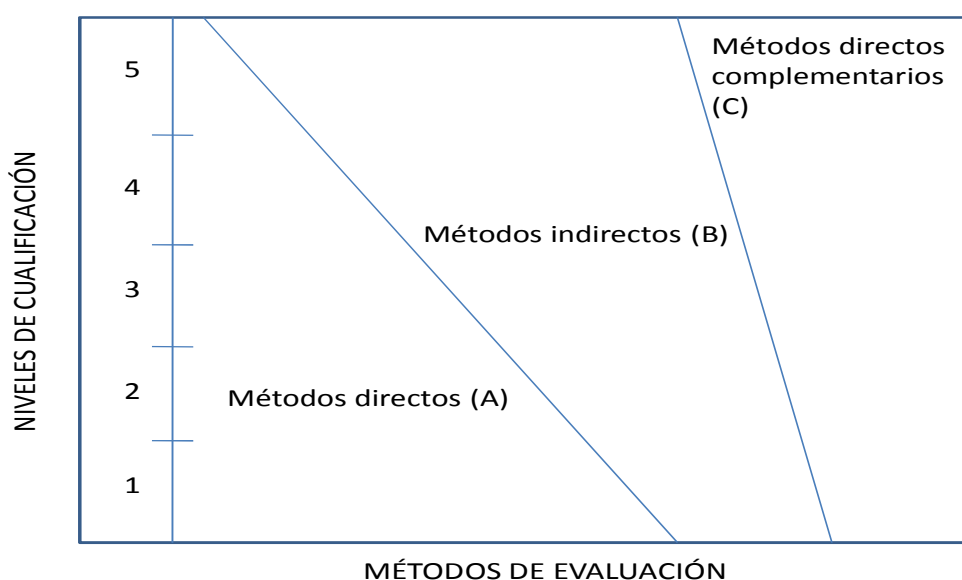 Métodos directos
complementarios
(C)
5
4
Métodos indirectos (B)
3
2
Métodos directos (A)
1
NIVELES DE CUALIFICACIÓN
MÉTODOS DE EVALUACIÓN